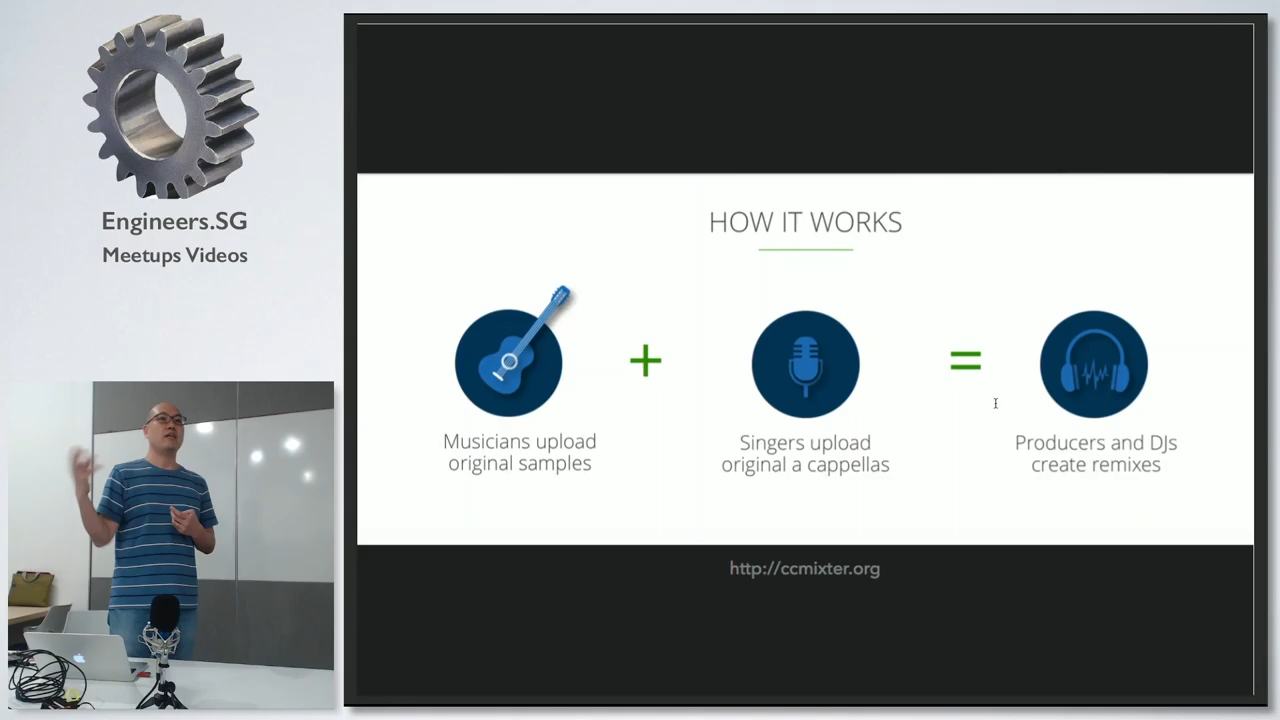 Engineers.SG
Meetups Videos
HOW IT WORKS
Musicians upload
original samples
+
Singers upload
original a cappellas
=
Producers and DJs
create remixes
http://ccmixter.org